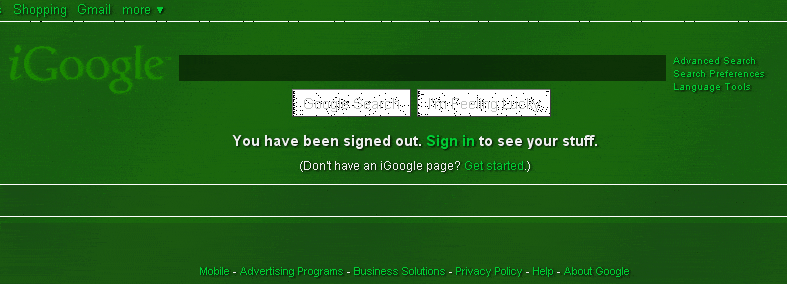 Shopping Gmail more ▼
iGoogle
Advanced Search
Search Preferences
Language Tools
Google Search I'm Feeling Lucky
You have been signed out. Sign in to see your stuff.
(Don't have an iGoogle page? Get started.)
Mobile - Advertising Programs - Business Solutions - Privacy Policy - Help - About Google